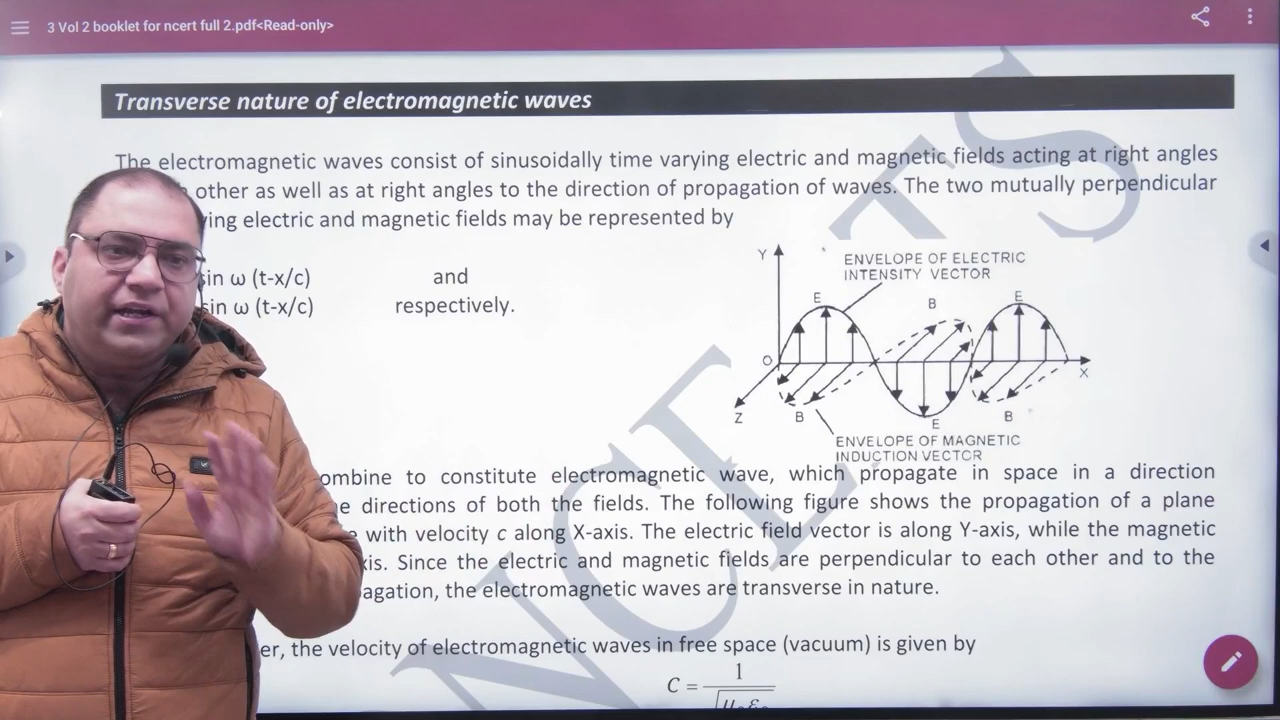 3 Vol 2 booklet for ncert full 2.pdf<Read-only>
Transverse nature of electromagnetic waves
The electromagnetic waves consist of sinusoidally time varying electric and magnetic fields acting at right angles
other as well as at right angles to the direction of propagation of waves. The two mutually perpendicular
ying electric and magnetic fields may be represented by
sin ω (t-x/c) and
sin ω (t-x/c) respectively.
Y
ENVELOPE OF ELECTRIC
INTENSITY VECTOR
E B E
O X
Z B E B
ENVELOPE OF MAGNETIC
INDUCTION VECTOR
ombine to constitute electromagnetic wave, which propagate in space in a direction
e directions of both the fields. The following figure shows the propagation of a plane
e with velocity c along X-axis. The electric field vector is along Y-axis, while the magnetic
xis. Since the electric and magnetic fields are perpendicular to each other and to the
agation, the electromagnetic waves are transverse in nature.
er, the velocity of electromagnetic waves in free space (vacuum) is given by
C = 1
√μ₀ε₀